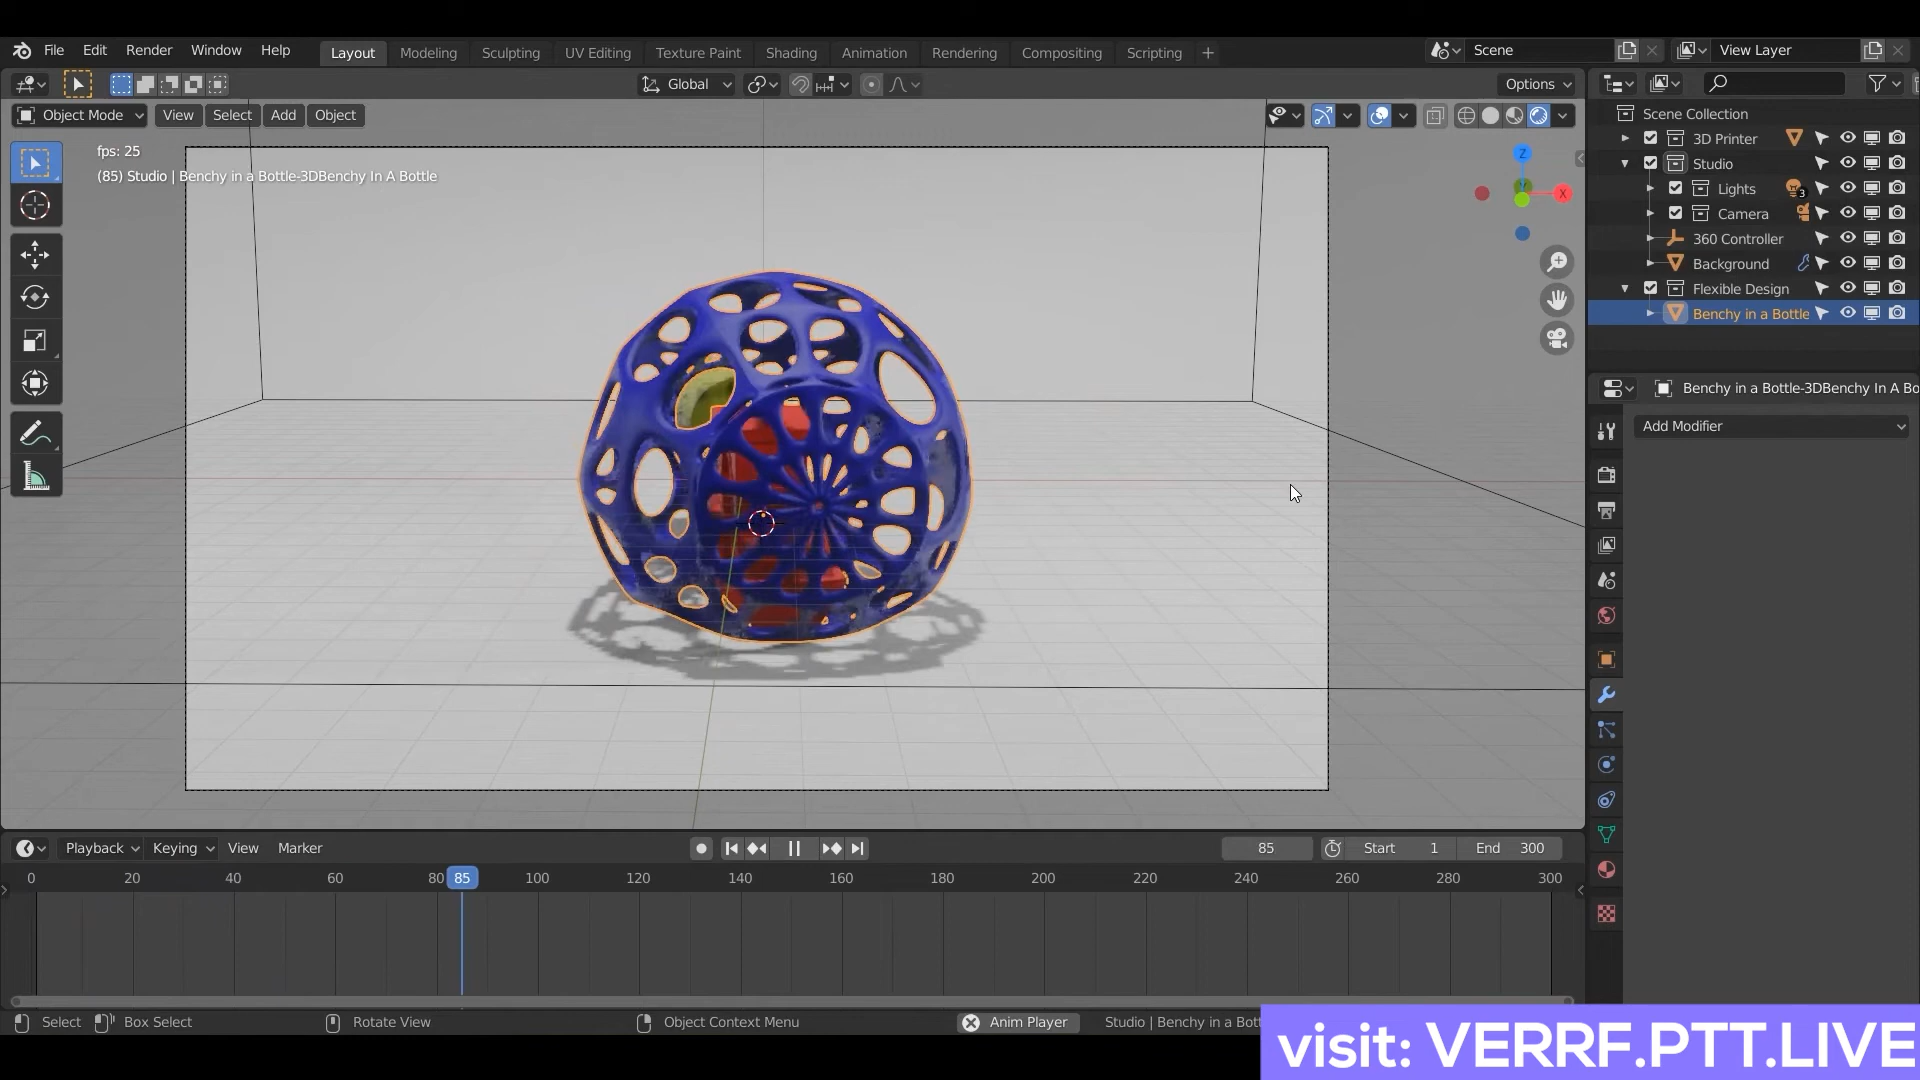 File Edit Render Window Help
Layout Modeling Sculpting UV Editing Texture Paint Shading Animation Rendering Compositing Scripting +
Scene
View Layer
Global
Options
Object Mode View Select Add Object
fps: 25
(85) Studio | Benchy in a Bottle-3DBenchy In A Bottle
Z
X
Scene Collection
3D Printer
Studio
Lights
3
Camera
360 Controller
Background
Flexible Design
Benchy in a Bottle
Benchy in a Bottle-3DBenchy In A Bo
Add Modifier
Playback Keying View Marker
85 Start 1 End 300
0 20 40 60 80 85 100 120 140 160 180 200 220 240 260 280 300
Select Box Select Rotate View Object Context Menu Anim Player Studio | Benchy in a Bott
visit: VERRF.PTT.LIVE